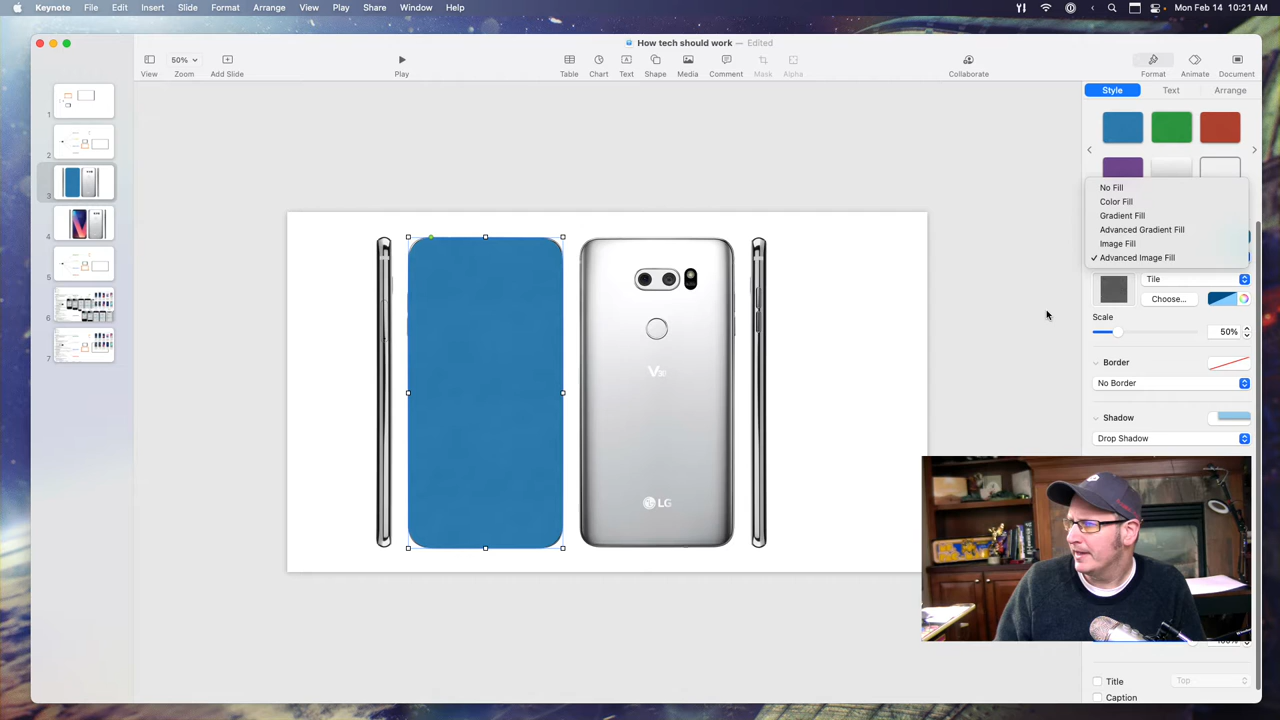 Keynote File Edit Insert Slide Format Arrange View Play Share Window Help Mon Feb 14 10:21 AM
How tech should work — Edited
50%
View Zoom Add Slide Play Table Chart Text Shape Media Comment Mask Alpha Collaborate Format Animate Document
Style Text Arrange
1
2
3
4
5
6
7
No Fill
Color Fill
Gradient Fill
Advanced Gradient Fill
Image Fill
✓ Advanced Image Fill
Tile
Choose...
Scale
50%
Border
No Border
Shadow
Drop Shadow
V30
LG
Title Top
Caption